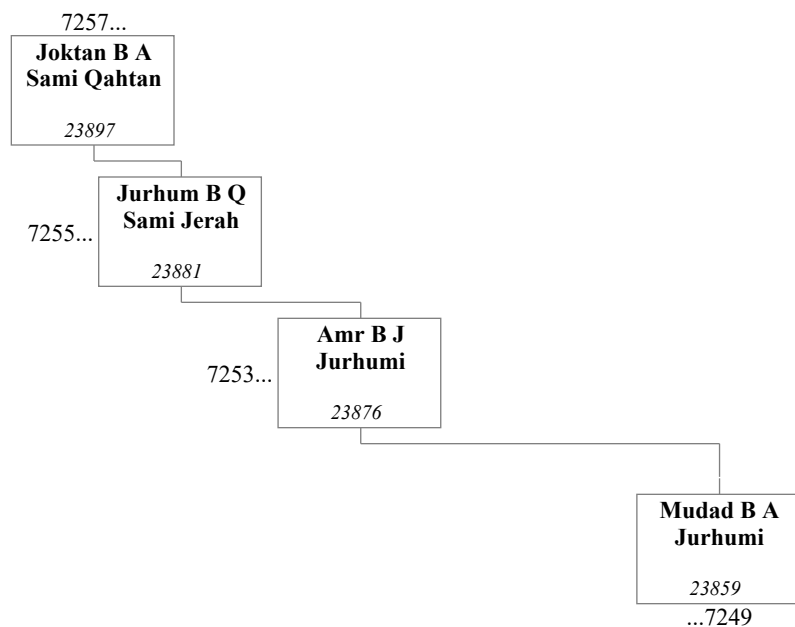 7257...
Joktan B A
Sami Qahtan
23897
Jurhum B Q
Sami Jerah
7255...
23881
Amr B J
Jurhumi
7253...
23876
Mudad B A
Jurhumi
23859
...7249